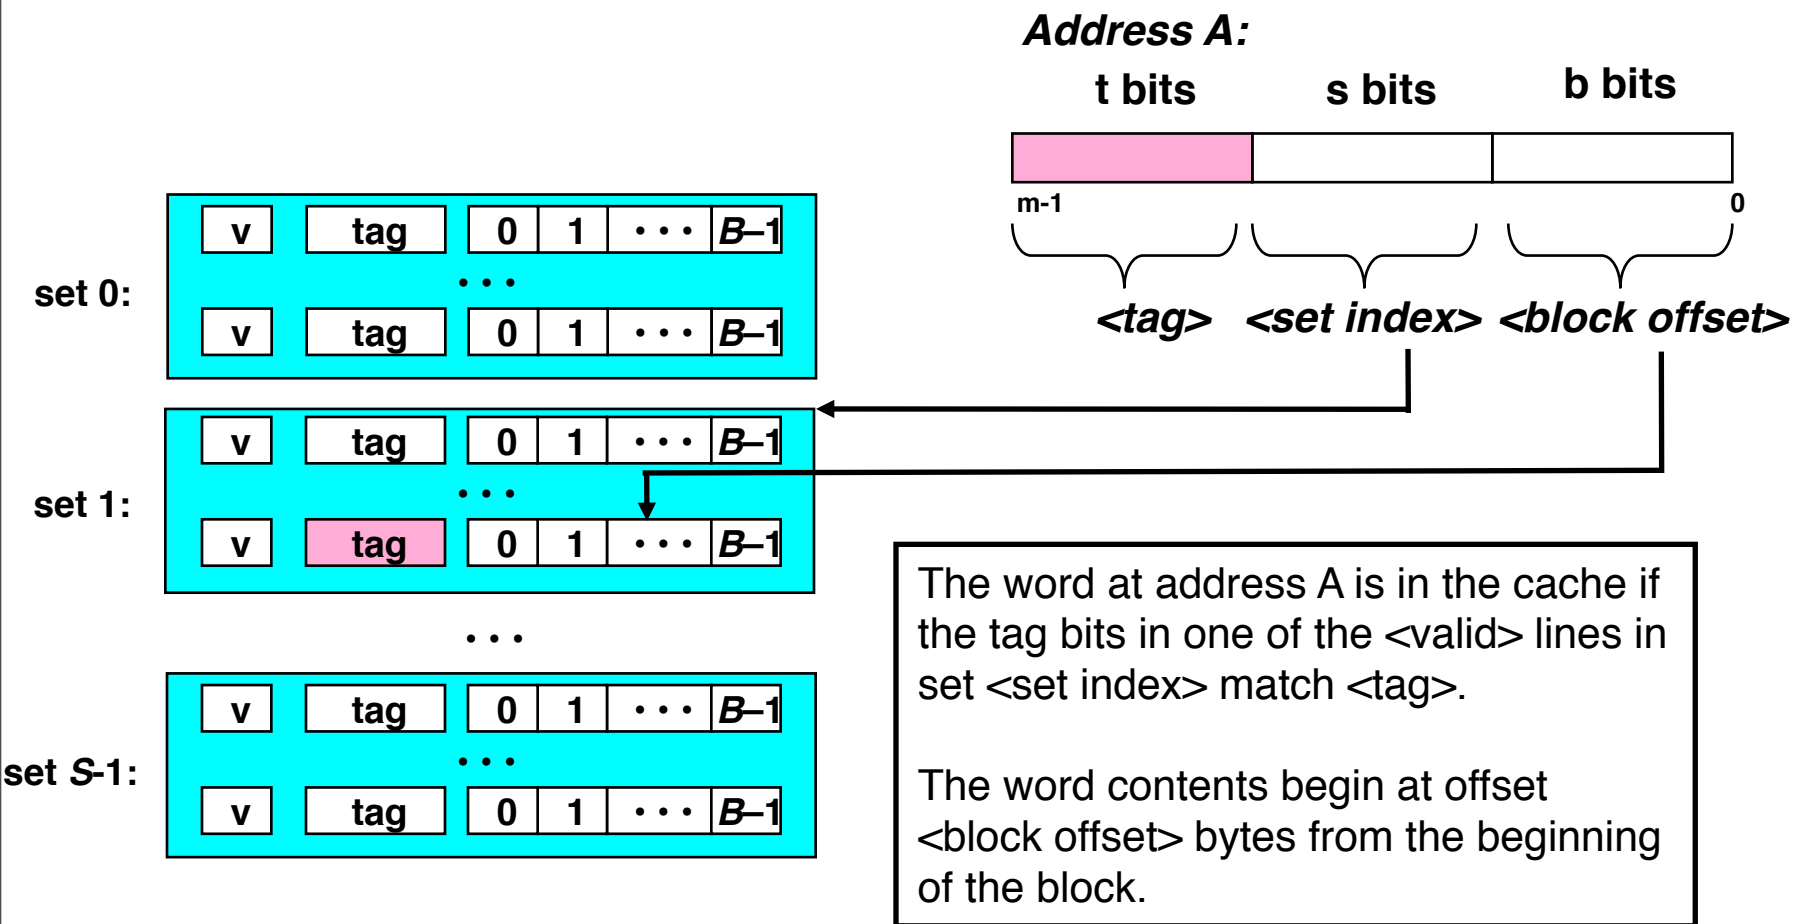 Address A:
t bits s bits b bits
m-1 0
<tag> <set index> <block offset>
v tag 0 1 • • • B–1
• • •
set 0:
v tag 0 1 • • • B–1
v tag 0 1 • • • B–1
• • •
set 1:
v tag 0 1 • • • B–1
• • •
v tag 0 1 • • • B–1
• • •
set S-1:
v tag 0 1 • • • B–1
The word at address A is in the cache if
the tag bits in one of the <valid> lines in
set <set index> match <tag>.
The word contents begin at offset
<block offset> bytes from the beginning
of the block.